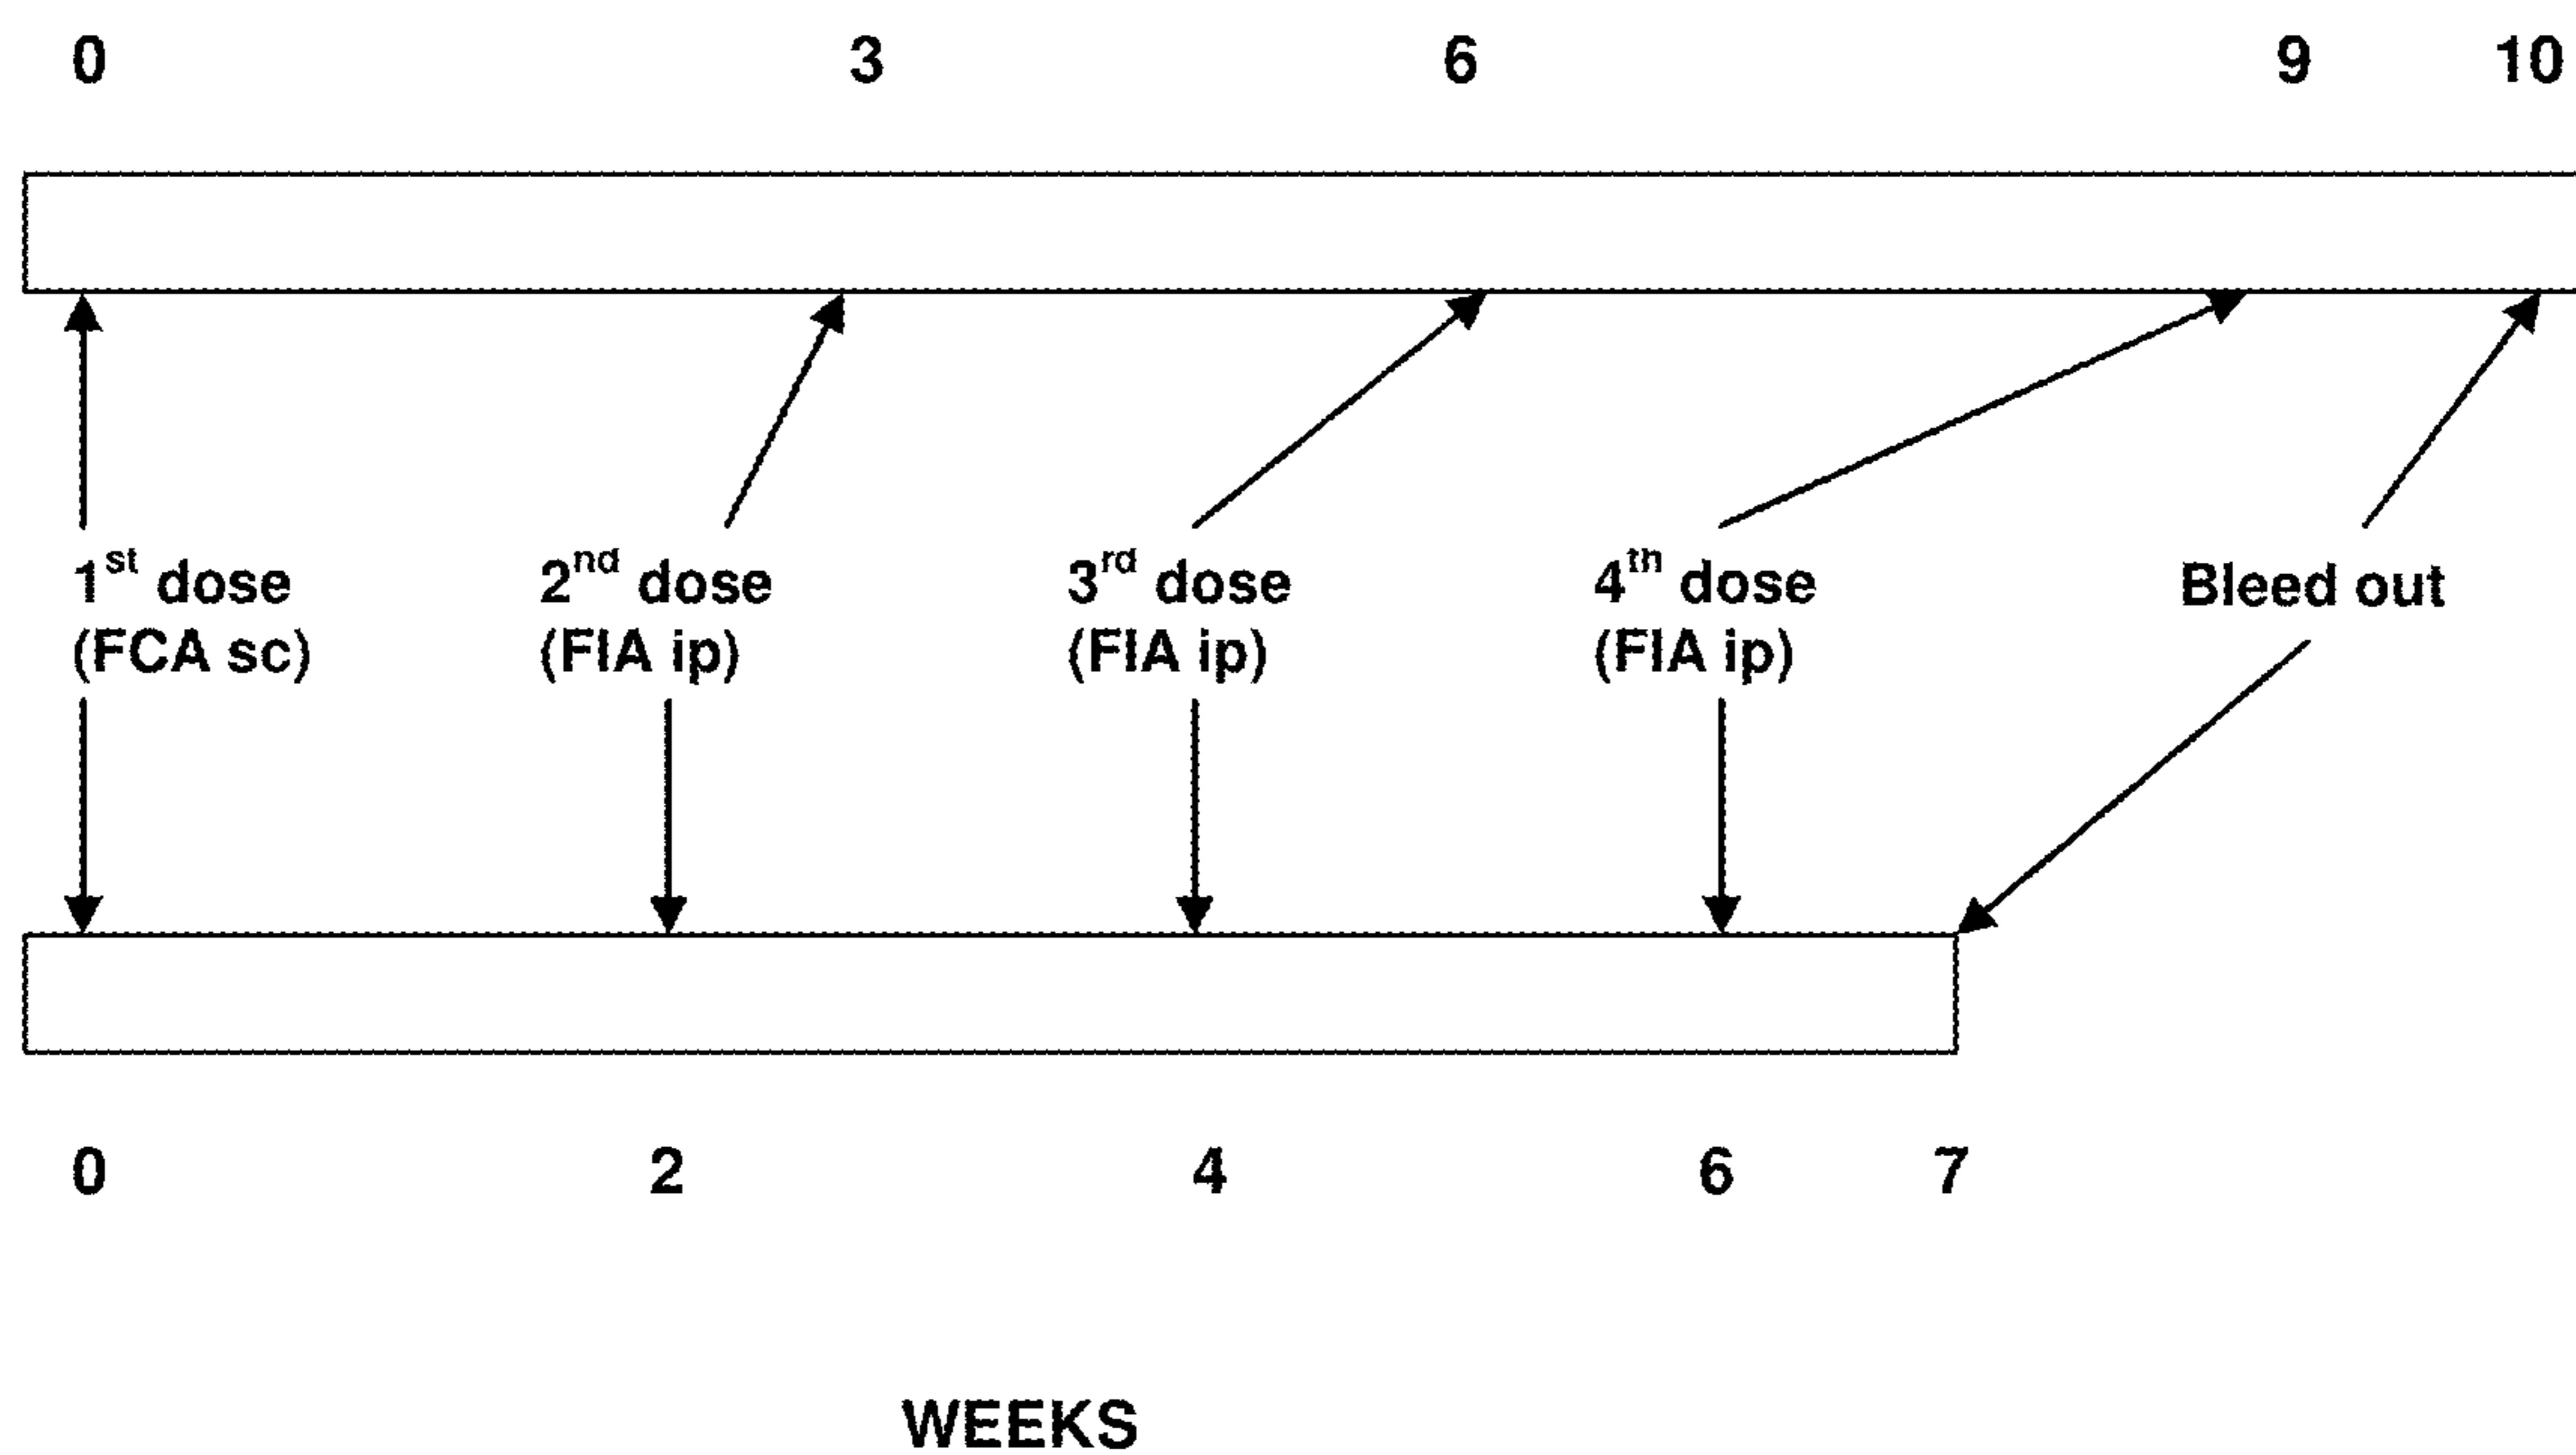 0 3 6 9 10
1st dose 2nd dose 3rd dose 4th dose Bleed out
(FCA sc) (FIA ip) (FIA ip) (FIA ip)
0 2 4 6 7
WEEKS